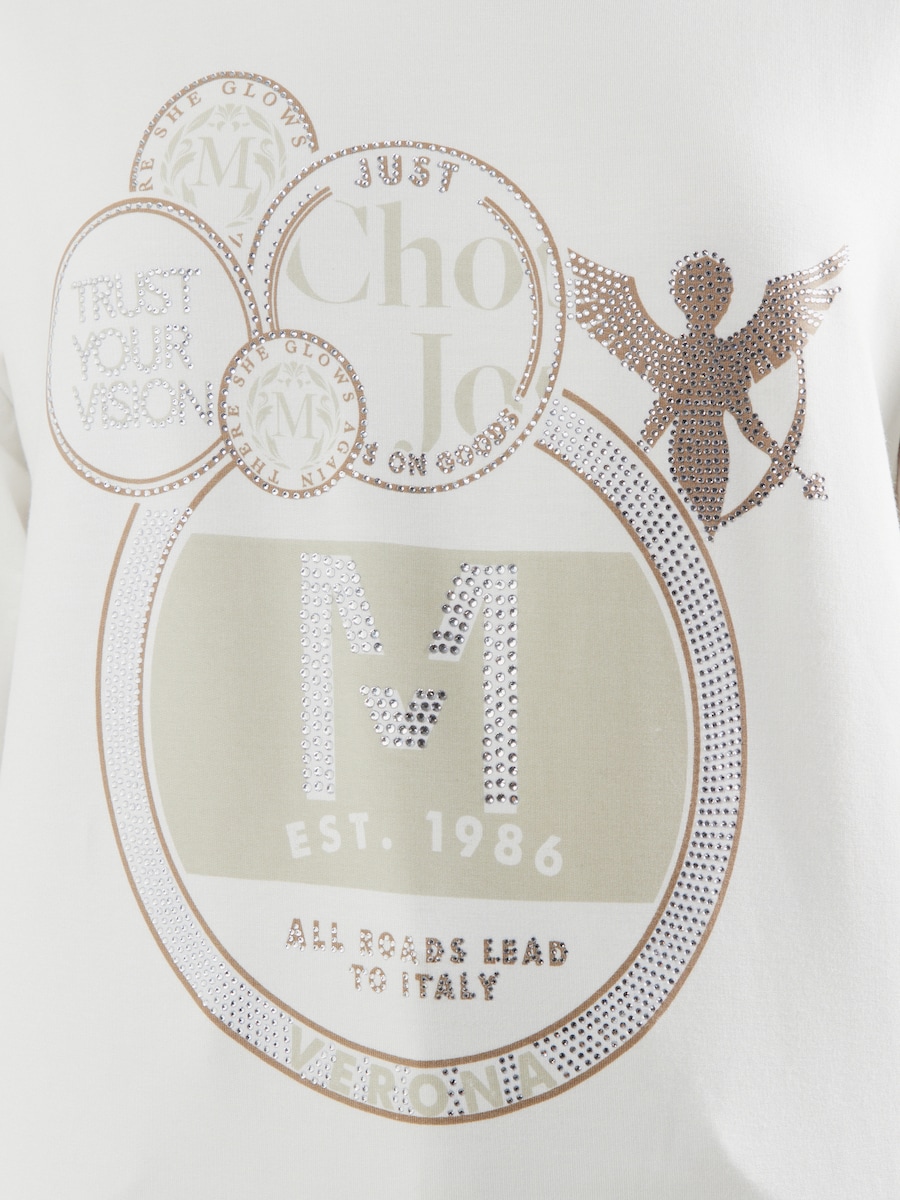 RE SHE GLOWS
M
JUST
Cho
Jo
ON GOODS
TRUST
YOUR
VISION
THERE SHE GLOWS AGAIN
M
M
EST. 1986
ALL ROADS LEAD
TO ITALY
VERONA